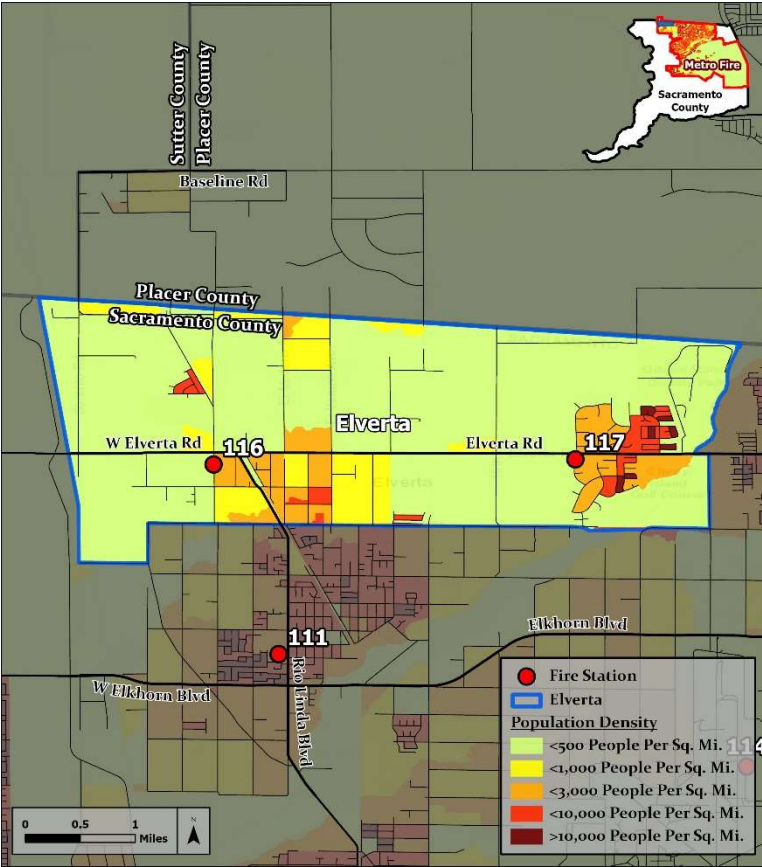 Metro Fire
Sacramento
County
Sutter County
Placer County
Baseline Rd
Placer County
Sacramento County
Elverta
W Elverta Rd
116
Elverta Rd
117
Elverta
111
Elkhorn Blvd
W Elkhorn Blvd
Rio Linda Blvd
114
Fire Station
Elverta
Population Density
<500 People Per Sq. Mi.
<1,000 People Per Sq. Mi.
<3,000 People Per Sq. Mi.
<10,000 People Per Sq. Mi.
>10,000 People Per Sq. Mi.
0 0.5 1
Miles
N